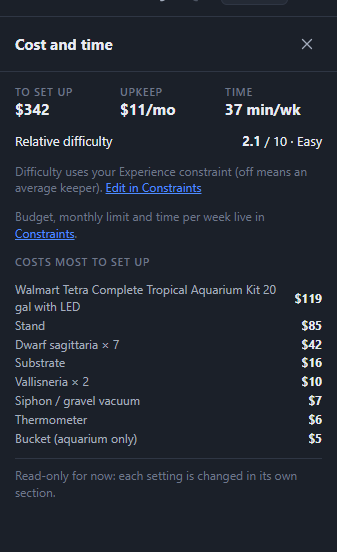 Cost and time
TO SET UP
$342
UPKEEP
$11/mo
TIME
37 min/wk
Relative difficulty
2.1 / 10 · Easy
Difficulty uses your Experience constraint (off means an
average keeper). Edit in Constraints
Budget, monthly limit and time per week live in
Constraints.
COSTS MOST TO SET UP
Walmart Tetra Complete Tropical Aquarium Kit 20
gal with LED
$119
Stand
$85
Dwarf sagittaria × 7
$42
Substrate
$16
Vallisneria × 2
$10
Siphon / gravel vacuum
$7
Thermometer
$6
Bucket (aquarium only)
$5
Read-only for now: each setting is changed in its own
section.